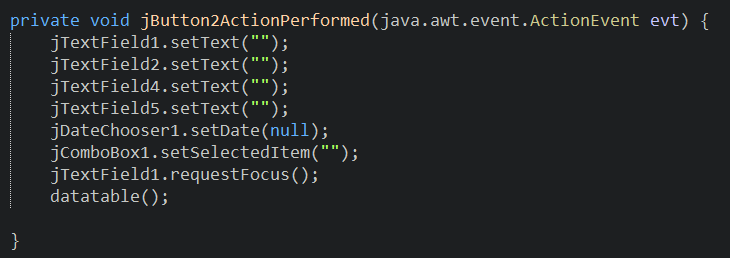 private void jButton2ActionPerformed(java.awt.event.ActionEvent evt) {
    jTextField1.setText("");
    jTextField2.setText("");
    jTextField4.setText("");
    jTextField5.setText("");
    jDateChooser1.setDate(null);
    jComboBox1.setSelectedItem("");
    jTextField1.requestFocus();
    datatable();
}